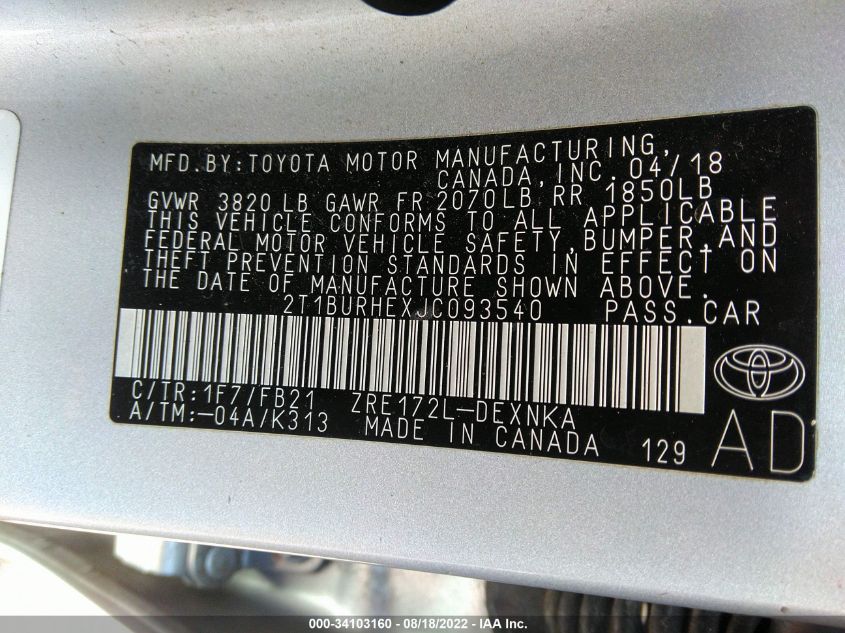 MFD.BY:TOYOTA MOTOR MANUFACTURING,
CANADA,INC. 04/18
GVWR 3820 LB GAWR FR 2070LB RR 1850LB
THIS VEHICLE CONFORMS TO ALL APPLICABLE
FEDERAL MOTOR VEHICLE SAFETY,BUMPER,AND
THEFT PREVENTION STANDARDS IN EFFECT ON
THE DATE OF MANUFACTURE SHOWN ABOVE.
2T1BURHEXJC093540 PASS.CAR
C/TR:1F7/FB21 ZRE172L-DEXNKA
A/TM:-04A/K313 MADE IN CANADA 129 AD
000-34103160 - 08/18/2022 - IAA Inc.